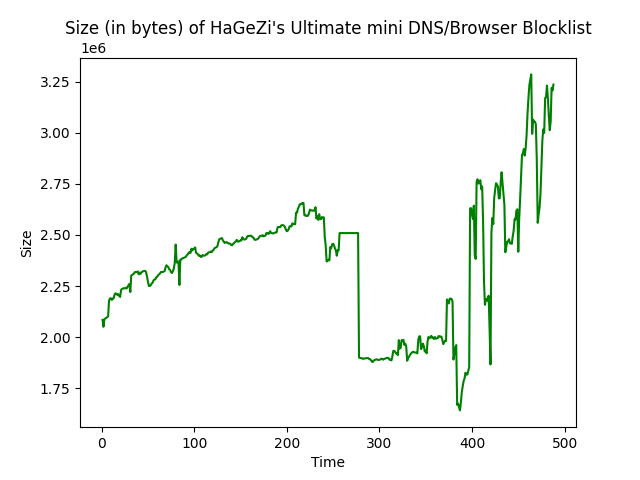 Size (in bytes) of HaGeZi's Ultimate mini DNS/Browser Blocklist
1e6
3.25
3.00
2.75
2.50
2.25
2.00
1.75
Size
0 100 200 300 400 500
Time